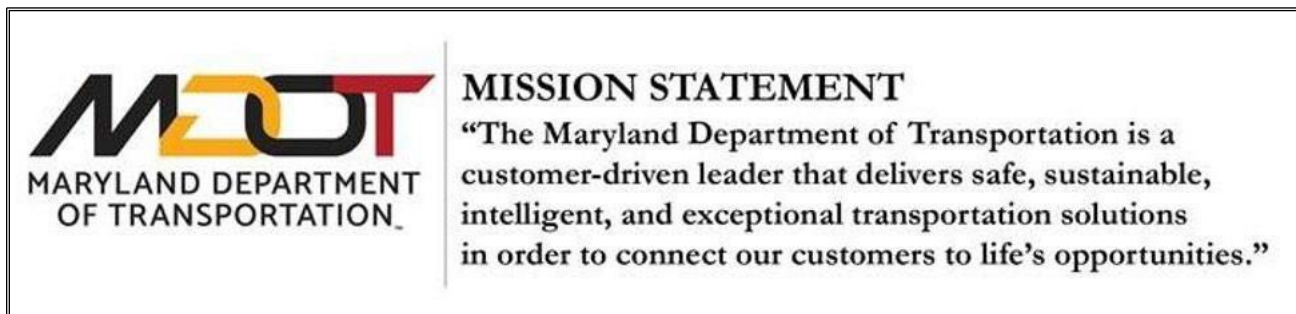 MDOT
MARYLAND DEPARTMENT
OF TRANSPORTATION™
MISSION STATEMENT
“The Maryland Department of Transportation is a
customer-driven leader that delivers safe, sustainable,
intelligent, and exceptional transportation solutions
in order to connect our customers to life’s opportunities.”